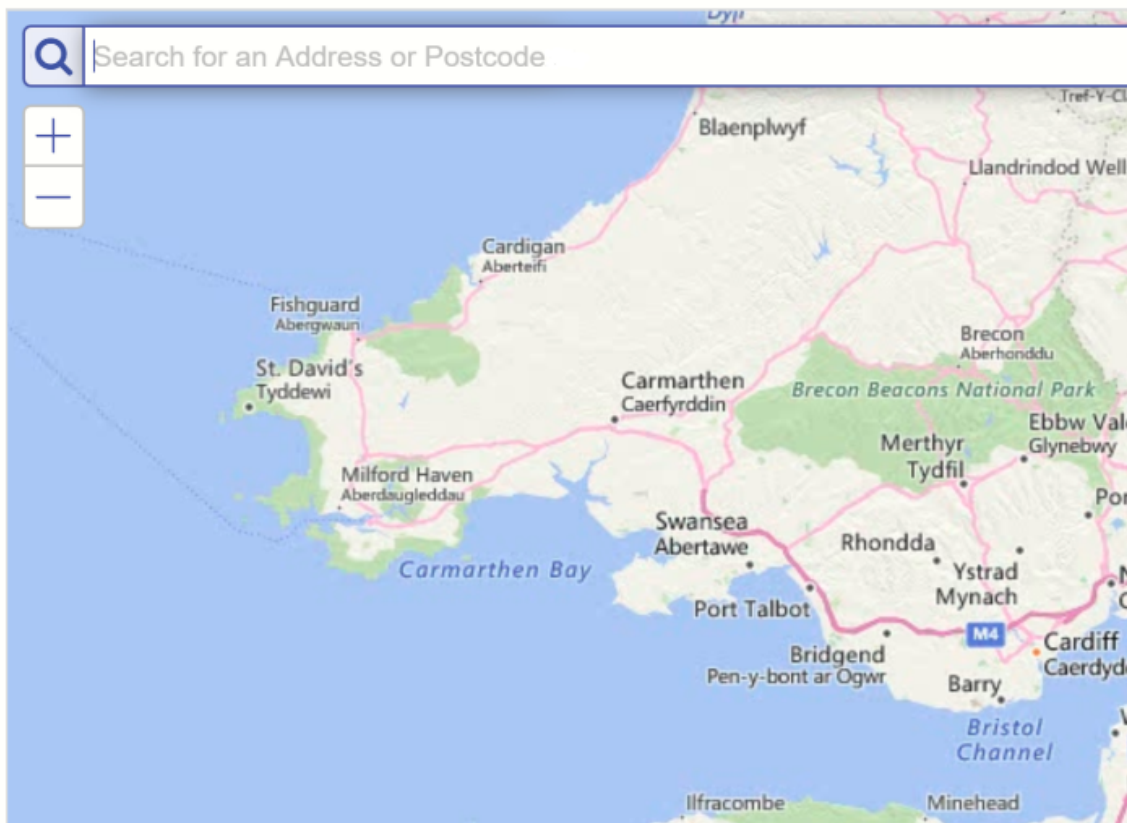 Search for an Address or Postcode
+
−
Blaenplwyf
Llandrindod Well
Cardigan
Aberteifi
Fishguard
Abergwaun
St. David's
Tyddewi
Brecon
Aberhonddu
Carmarthen
Caerfyrddin
Brecon Beacons National Park
Ebbw Val
Glynebwy
Merthyr
Tydfil
Milford Haven
Aberdaugleddau
Por
Swansea
Abertawe
Rhondda
Ystrad
Mynach
Carmarthen Bay
Port Talbot
M4
Cardiff
Caerdyd
Bridgend
Pen-y-bont ar Ogwr
Barry
Bristol
Channel
Ilfracombe
Minehead